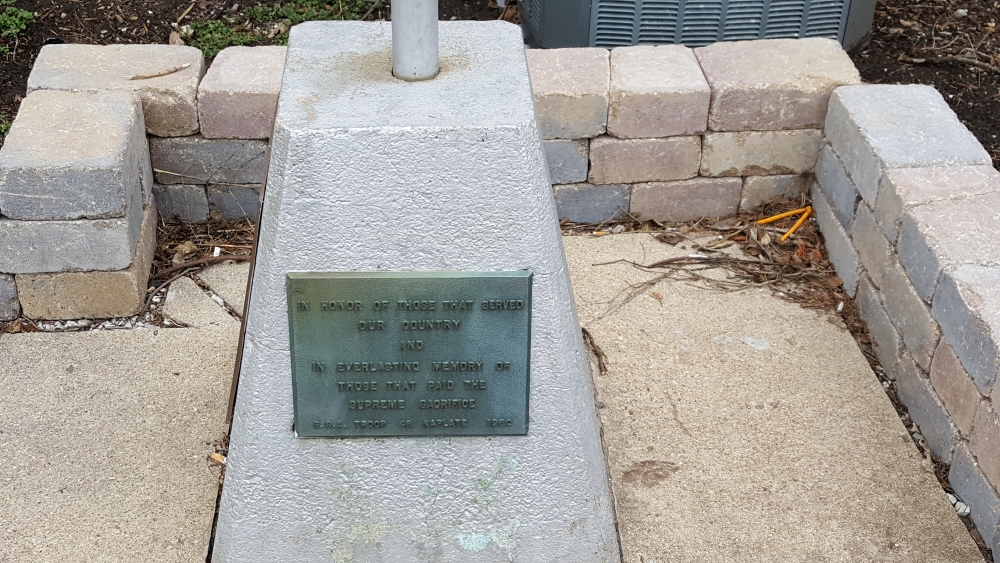 IN HONOR OF THOSE THAT SERVED
OUR COUNTRY
AND
IN EVERLASTING MEMORY OF
THOSE THAT PAID THE
SUPREME SACRIFICE
TROOP NAPLATE